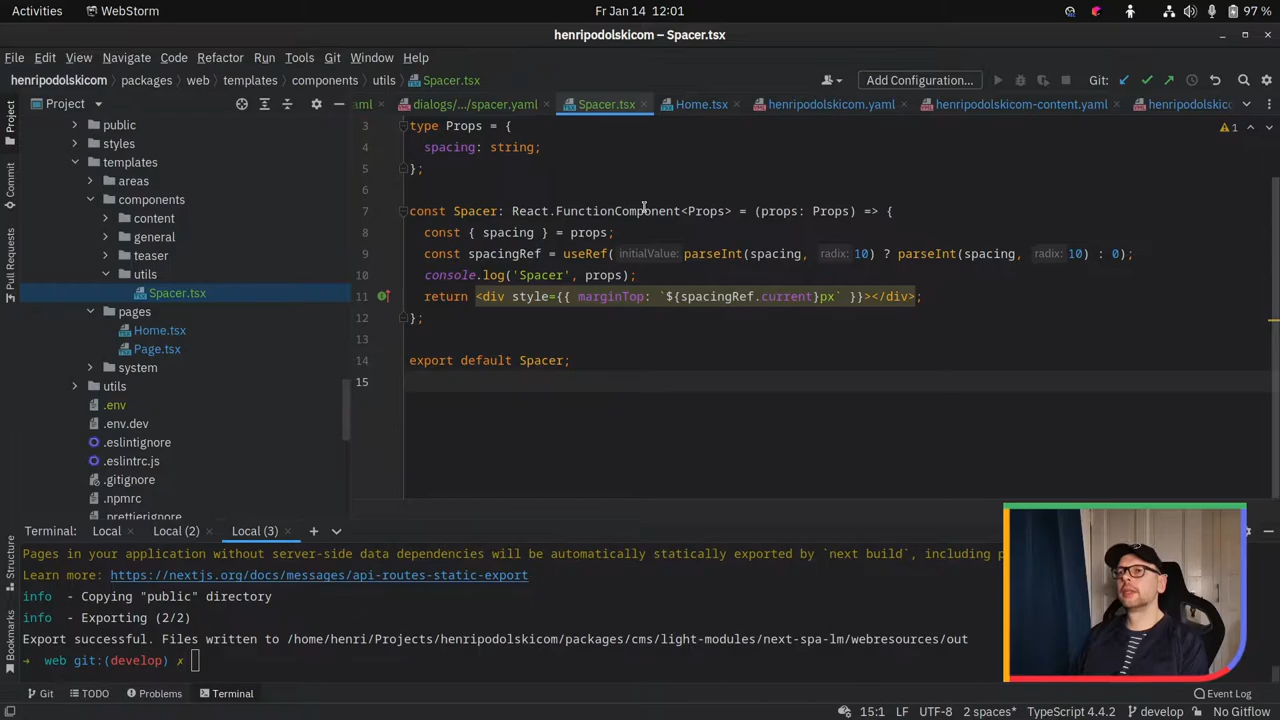 Activities WebStorm Fr Jan 14 12:01 97 %
henripodolskicom – Spacer.tsx
File Edit View Navigate Code Refactor Run Tools Git Window Help
henripodolskicom packages web templates components utils Spacer.tsx Add Configuration... Git:
Project aml dialogs/.../spacer.yaml Spacer.tsx Home.tsx henripodolskicom.yaml henripodolskicom-content.yaml henripodolskic
public
styles
templates
areas
components
content
general
teaser
utils
Spacer.tsx
pages
Home.tsx
Page.tsx
system
utils
.env
.env.dev
.eslintignore
.eslintrc.js
.gitignore
.npmrc
.prettierignore
3 type Props = {
4 spacing: string;
5 };
6
7 const Spacer: React.FunctionComponent<Props> = (props: Props) => {
8 const { spacing } = props;
9 const spacingRef = useRef( initialValue: parseInt(spacing, radix: 10) ? parseInt(spacing, radix: 10) : 0);
10 console.log('Spacer', props);
11 return <div style={{ marginTop: `${spacingRef.current}px` }}></div>;
12 };
13
14 export default Spacer;
15
1
Project
Commit
Pull Requests
Structure
Bookmarks
Terminal: Local Local (2) Local (3)
Pages in your application without server-side data dependencies will be automatically statically exported by `next build`, including p
Learn more: https://nextjs.org/docs/messages/api-routes-static-export
info - Copying "public" directory
info - Exporting (2/2)
Export successful. Files written to /home/henri/Projects/henripodolskicom/packages/cms/light-modules/next-spa-lm/webresources/out
→ web git:(develop) ✗
Git TODO Problems Terminal Event Log
15:1 LF UTF-8 2 spaces* TypeScript 4.4.2 develop No Gitflow